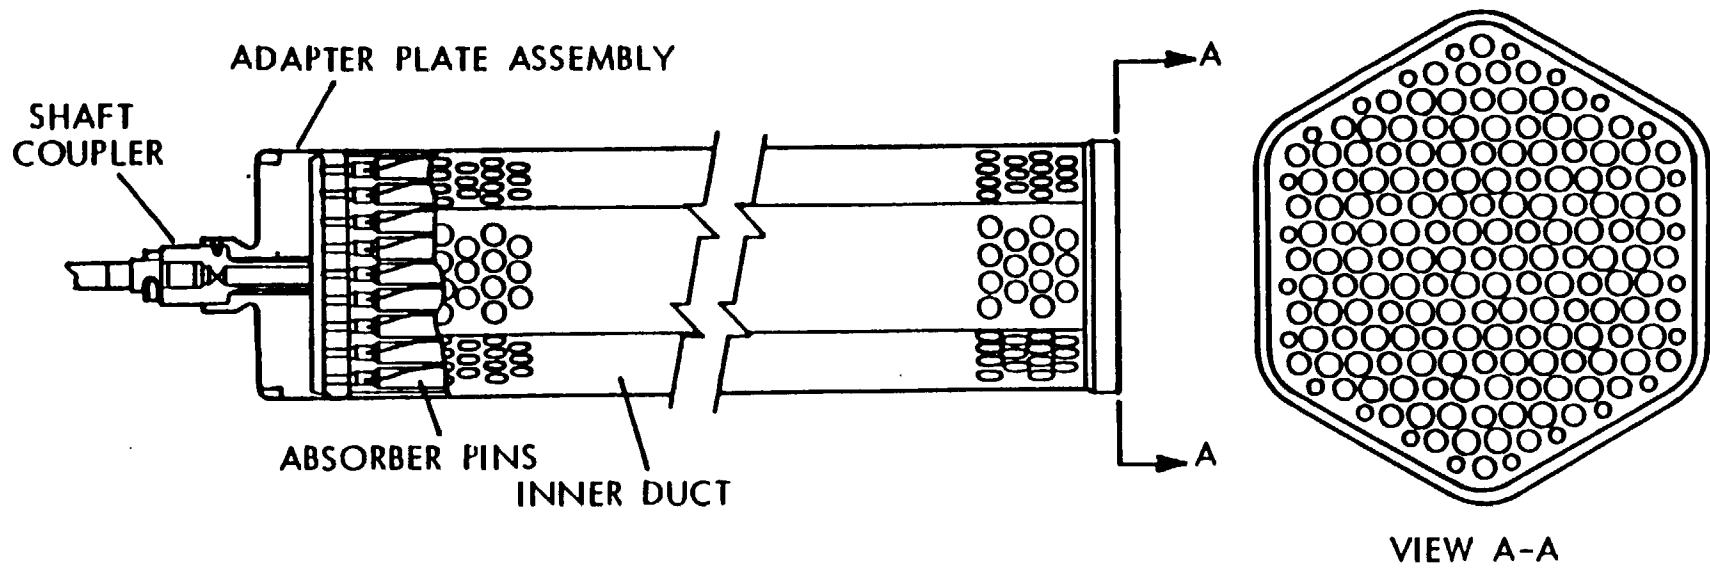 ADAPTER PLATE ASSEMBLY
SHAFT
COUPLER
A
ABSORBER PINS
INNER DUCT
A
VIEW A-A